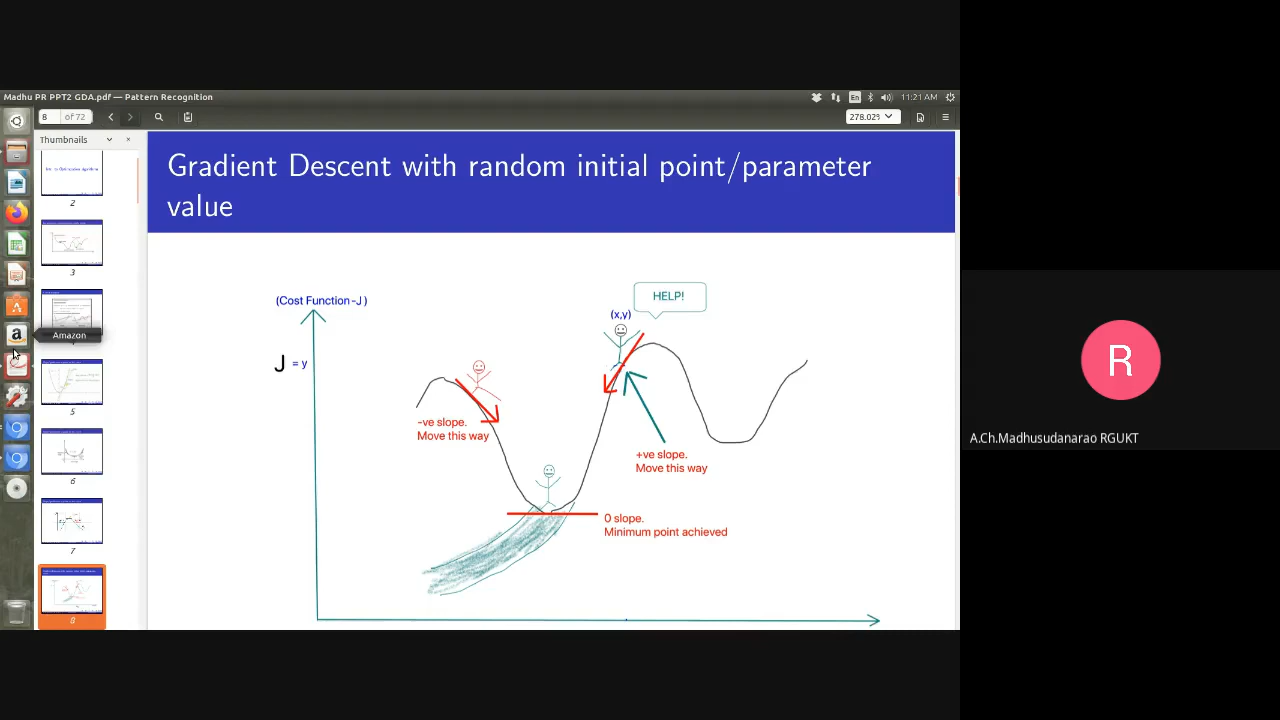 Madhu PR PPT2 GDA.pdf — Pattern Recognition
En
11:21 AM
8 of 72
278.02%
Thumbnails
2
3
Amazon
5
6
7
8
Gradient Descent with random initial point/parameter
value
(Cost Function -J)
HELP!
(x,y)
J = y
-ve slope.
Move this way
+ve slope.
Move this way
0 slope.
Minimum point achieved
R
A.Ch.Madhusudanarao RGUKT